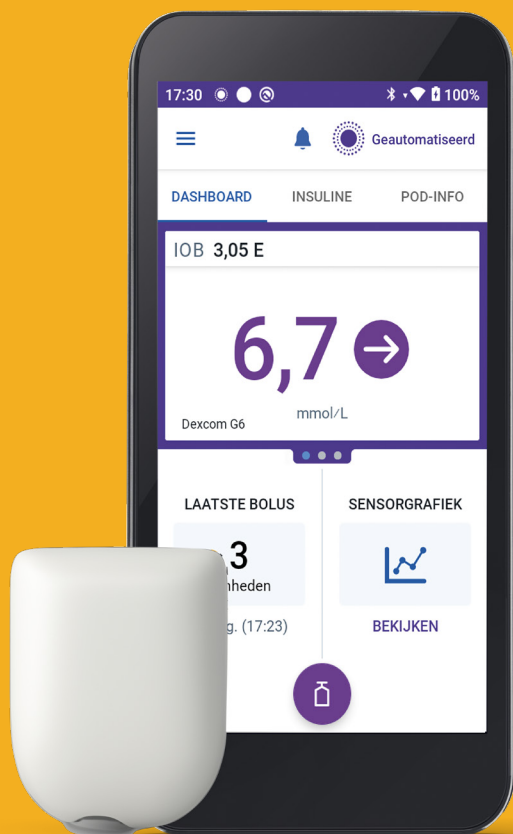 17:30 100%
Geautomatiseerd
DASHBOARD INSULINE POD-INFO
IOB 3,05 E
6,7
mmol/L
Dexcom G6
LAATSTE BOLUS SENSORGRAFIEK
(17:23) BEKIJKEN